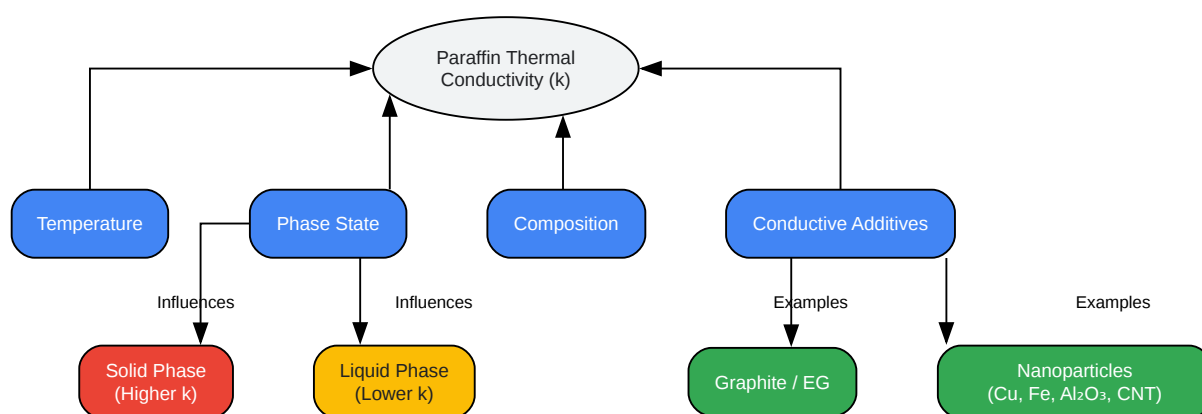 Paraffin Thermal
Conductivity (k)
Temperature
Phase State
Composition
Conductive Additives
Influences
Influences
Examples
Examples
Solid Phase
(Higher k)
Liquid Phase
(Lower k)
Graphite / EG
Nanoparticles
(Cu, Fe, Al₂O₃, CNT)